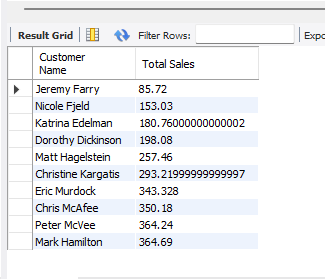 Result Grid Filter Rows: Expo
Customer Name Total Sales
Jeremy Farry 85.72
Nicole Fjeld 153.03
Katrina Edelman 180.76000000000002
Dorothy Dickinson 198.08
Matt Hagelstein 257.46
Christine Kargatis 293.21999999999997
Eric Murdock 343.328
Chris McAfee 350.18
Peter McVee 364.24
Mark Hamilton 364.69